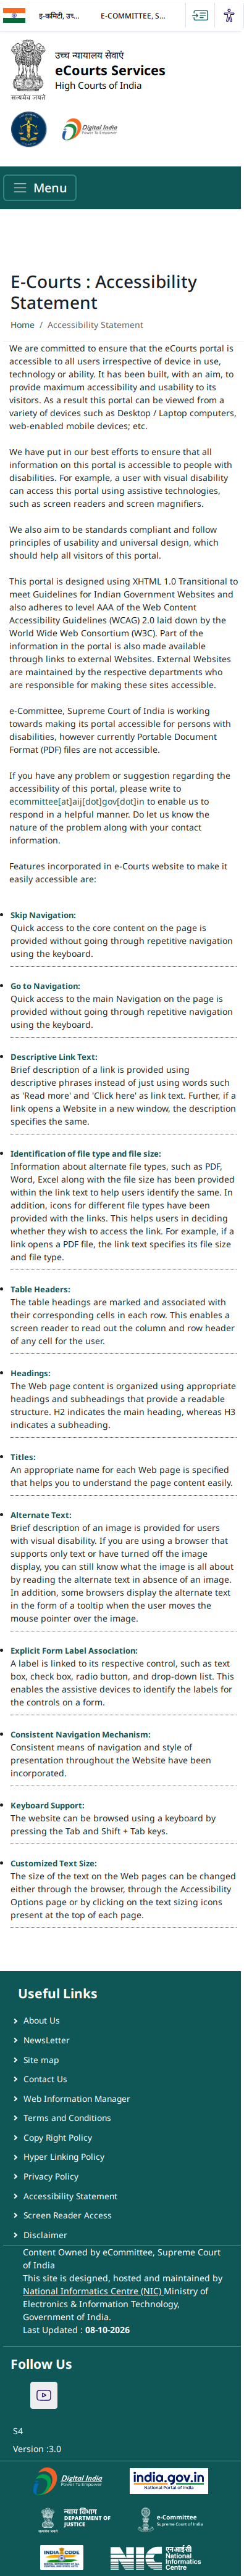 इ-कमिटी, उच्...
E-COMMITTEE, S...
उच्च न्यायालय सेवाएं
eCourts Services
High Courts of India
सत्यमेव जयते
Digital India
Power To Empower
Menu
E-Courts : Accessibility
Statement
Home / Accessibility Statement
We are committed to ensure that the eCourts portal is
accessible to all users irrespective of device in use,
technology or ability. It has been built, with an aim, to
provide maximum accessibility and usability to its
visitors. As a result this portal can be viewed from a
variety of devices such as Desktop / Laptop computers,
web-enabled mobile devices; etc.
We have put in our best efforts to ensure that all
information on this portal is accessible to people with
disabilities. For example, a user with visual disability
can access this portal using assistive technologies,
such as screen readers and screen magnifiers.
We also aim to be standards compliant and follow
principles of usability and universal design, which
should help all visitors of this portal.
This portal is designed using XHTML 1.0 Transitional to
meet Guidelines for Indian Government Websites and
also adheres to level AAA of the Web Content
Accessibility Guidelines (WCAG) 2.0 laid down by the
World Wide Web Consortium (W3C). Part of the
information in the portal is also made available
through links to external Websites. External Websites
are maintained by the respective departments who
are responsible for making these sites accessible.
e-Committee, Supreme Court of India is working
towards making its portal accessible for persons with
disabilities, however currently Portable Document
Format (PDF) files are not accessible.
If you have any problem or suggestion regarding the
accessibility of this portal, please write to
ecommittee[at]aij[dot]gov[dot]in to enable us to
respond in a helpful manner. Do let us know the
nature of the problem along with your contact
information.
Features incorporated in e-Courts website to make it
easily accessible are:
Skip Navigation:
Quick access to the core content on the page is
provided without going through repetitive navigation
using the keyboard.
Go to Navigation:
Quick access to the main Navigation on the page is
provided without going through repetitive navigation
using the keyboard.
Descriptive Link Text:
Brief description of a link is provided using
descriptive phrases instead of just using words such
as 'Read more' and 'Click here' as link text. Further, if a
link opens a Website in a new window, the description
specifies the same.
Identification of file type and file size:
Information about alternate file types, such as PDF,
Word, Excel along with the file size has been provided
within the link text to help users identify the same. In
addition, icons for different file types have been
provided with the links. This helps users in deciding
whether they wish to access the link. For example, if a
link opens a PDF file, the link text specifies its file size
and file type.
Table Headers:
The table headings are marked and associated with
their corresponding cells in each row. This enables a
screen reader to read out the column and row header
of any cell for the user.
Headings:
The Web page content is organized using appropriate
headings and subheadings that provide a readable
structure. H2 indicates the main heading, whereas H3
indicates a subheading.
Titles:
An appropriate name for each Web page is specified
that helps you to understand the page content easily.
Alternate Text:
Brief description of an image is provided for users
with visual disability. If you are using a browser that
supports only text or have turned off the image
display, you can still know what the image is all about
by reading the alternate text in absence of an image.
In addition, some browsers display the alternate text
in the form of a tooltip when the user moves the
mouse pointer over the image.
Explicit Form Label Association:
A label is linked to its respective control, such as text
box, check box, radio button, and drop-down list. This
enables the assistive devices to identify the labels for
the controls on a form.
Consistent Navigation Mechanism:
Consistent means of navigation and style of
presentation throughout the Website have been
incorporated.
Keyboard Support:
The website can be browsed using a keyboard by
pressing the Tab and Shift + Tab keys.
Customized Text Size:
The size of the text on the Web pages can be changed
either through the browser, through the Accessibility
Options page or by clicking on the text sizing icons
present at the top of each page.
Useful Links
About Us
NewsLetter
Site map
Contact Us
Web Information Manager
Terms and Conditions
Copy Right Policy
Hyper Linking Policy
Privacy Policy
Accessibility Statement
Screen Reader Access
Disclaimer
Content Owned by eCommittee, Supreme Court
of India
This site is designed, hosted and maintained by
National Informatics Centre (NIC) Ministry of
Electronics & Information Technology,
Government of India.
Last Updated : 08-10-2026
Follow Us
S4
Version :3.0
Digital India
Power To Empower
india.gov.in
National Portal of India
न्याय विभाग
DEPARTMENT OF
JUSTICE
e-Committee
Supreme Court of India
INDIA CODE
NIC एन आई सी
National
Informatics
Centre